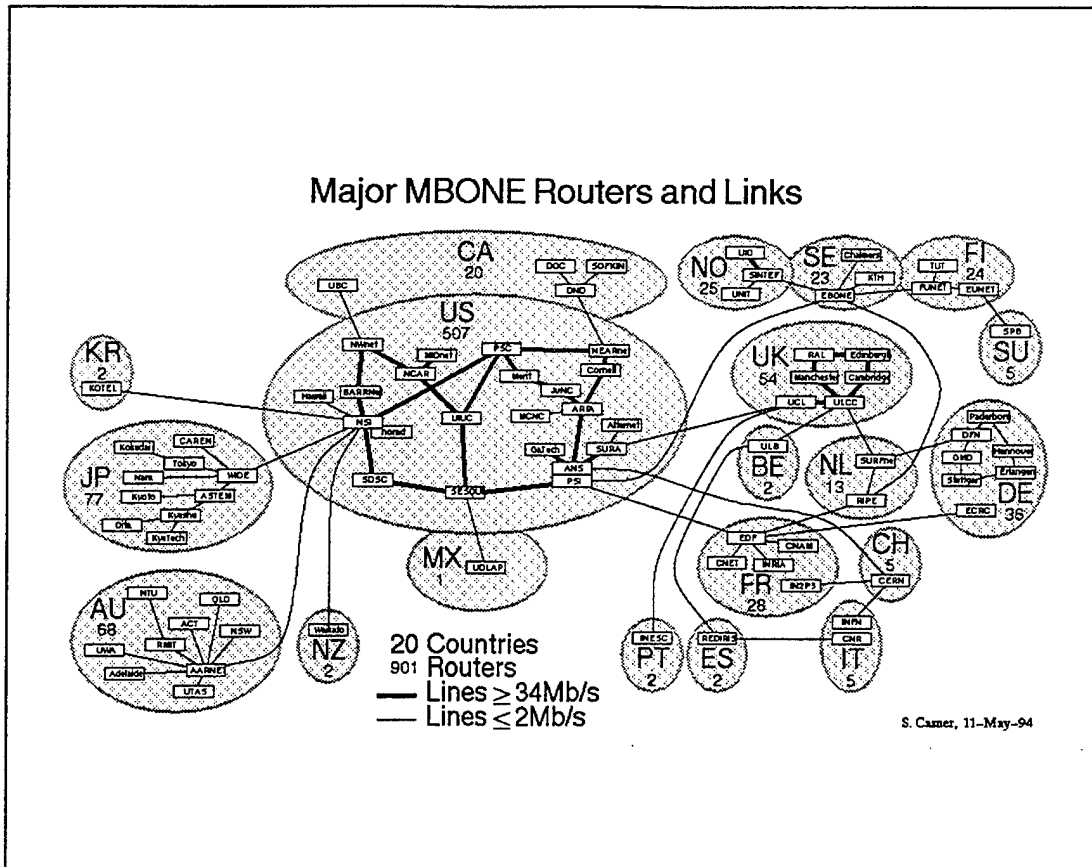 Major MBONE Routers and Links
CA
20
UBC
DOC
SOFKIN
DND
US
507
NWnet
MIDnet
NCAR
PSC
NEARnet
Cornell
Merit
JvNC
BARRNet
Hawaii
NSI
UIUC
MCNC
ARPA
Alternet
SURA
GaTech
ANS
PSI
SDSC
SESQUI
KR
2
KOTEL
JP
77
CAREN
Tokyo
WIDE
Nara
Kyoto
ASTEM
Kyushu
KyuTech
AU
68
NTU
QLD
ACT
NSW
UWA
RMIT
AARNE
Adelaide
UTAS
NZ
2
Waikato
MX
1
UDLAP
NO
25
UIO
SINTEF
UNIT
SE
23
Chalmers
KTH
EBONE
FI
24
TUT
FUNET
EUNET
SU
5
SPB
UK
54
RAL
Edinburgh
Manchester
Cambridge
UCL
ULCC
BE
2
ULB
NL
13
SURFnet
RIPE
DE
36
Paderborn
DFN
Hannover
GMD
Erlangen
Stuttgart
ECRC
FR
28
EDF
CNAM
CNET
INRIA
IN2P3
CH
5
CERN
PT
2
INESC
ES
2
REDIRIS
IT
5
INFN
CNR
20 Countries
901 Routers
Lines ≥ 34Mb/s
Lines ≤ 2Mb/s
S. Casner, 11-May-94